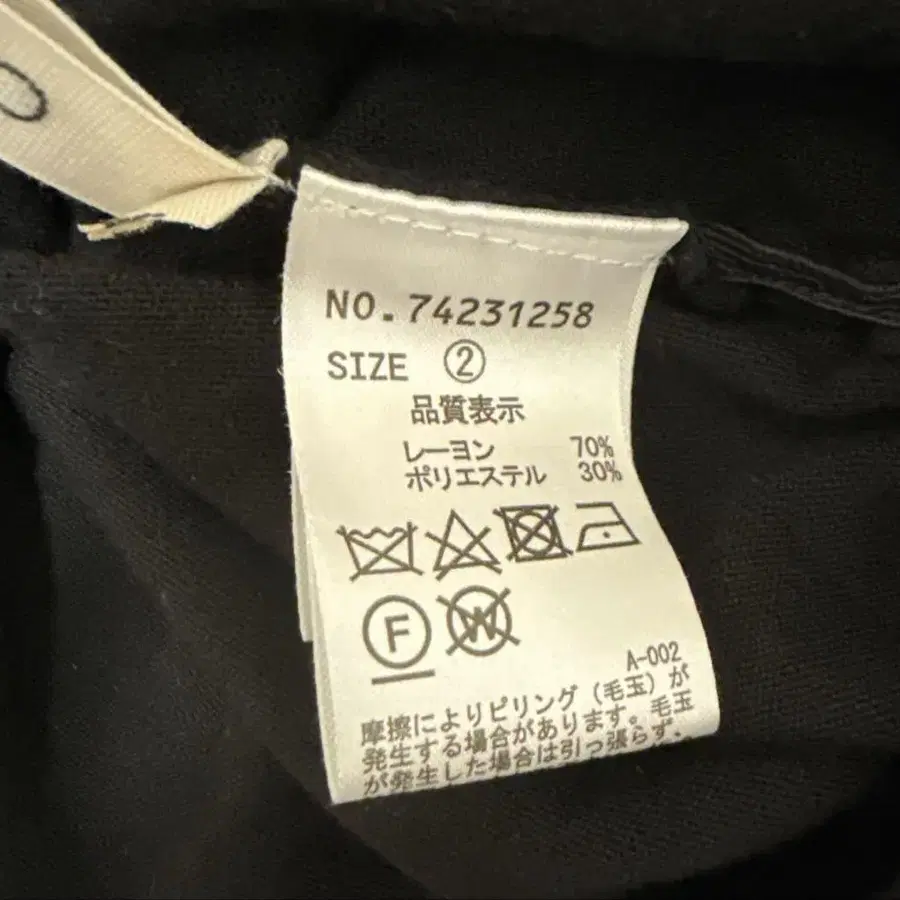 NO.74231258
SIZE ②
品質表示
レーヨン 70%
ポリエステル 30%
F W
A-002
摩擦によりピリング(毛玉)が
発生する場合があります。毛玉
が発生した場合は引っ張らず、